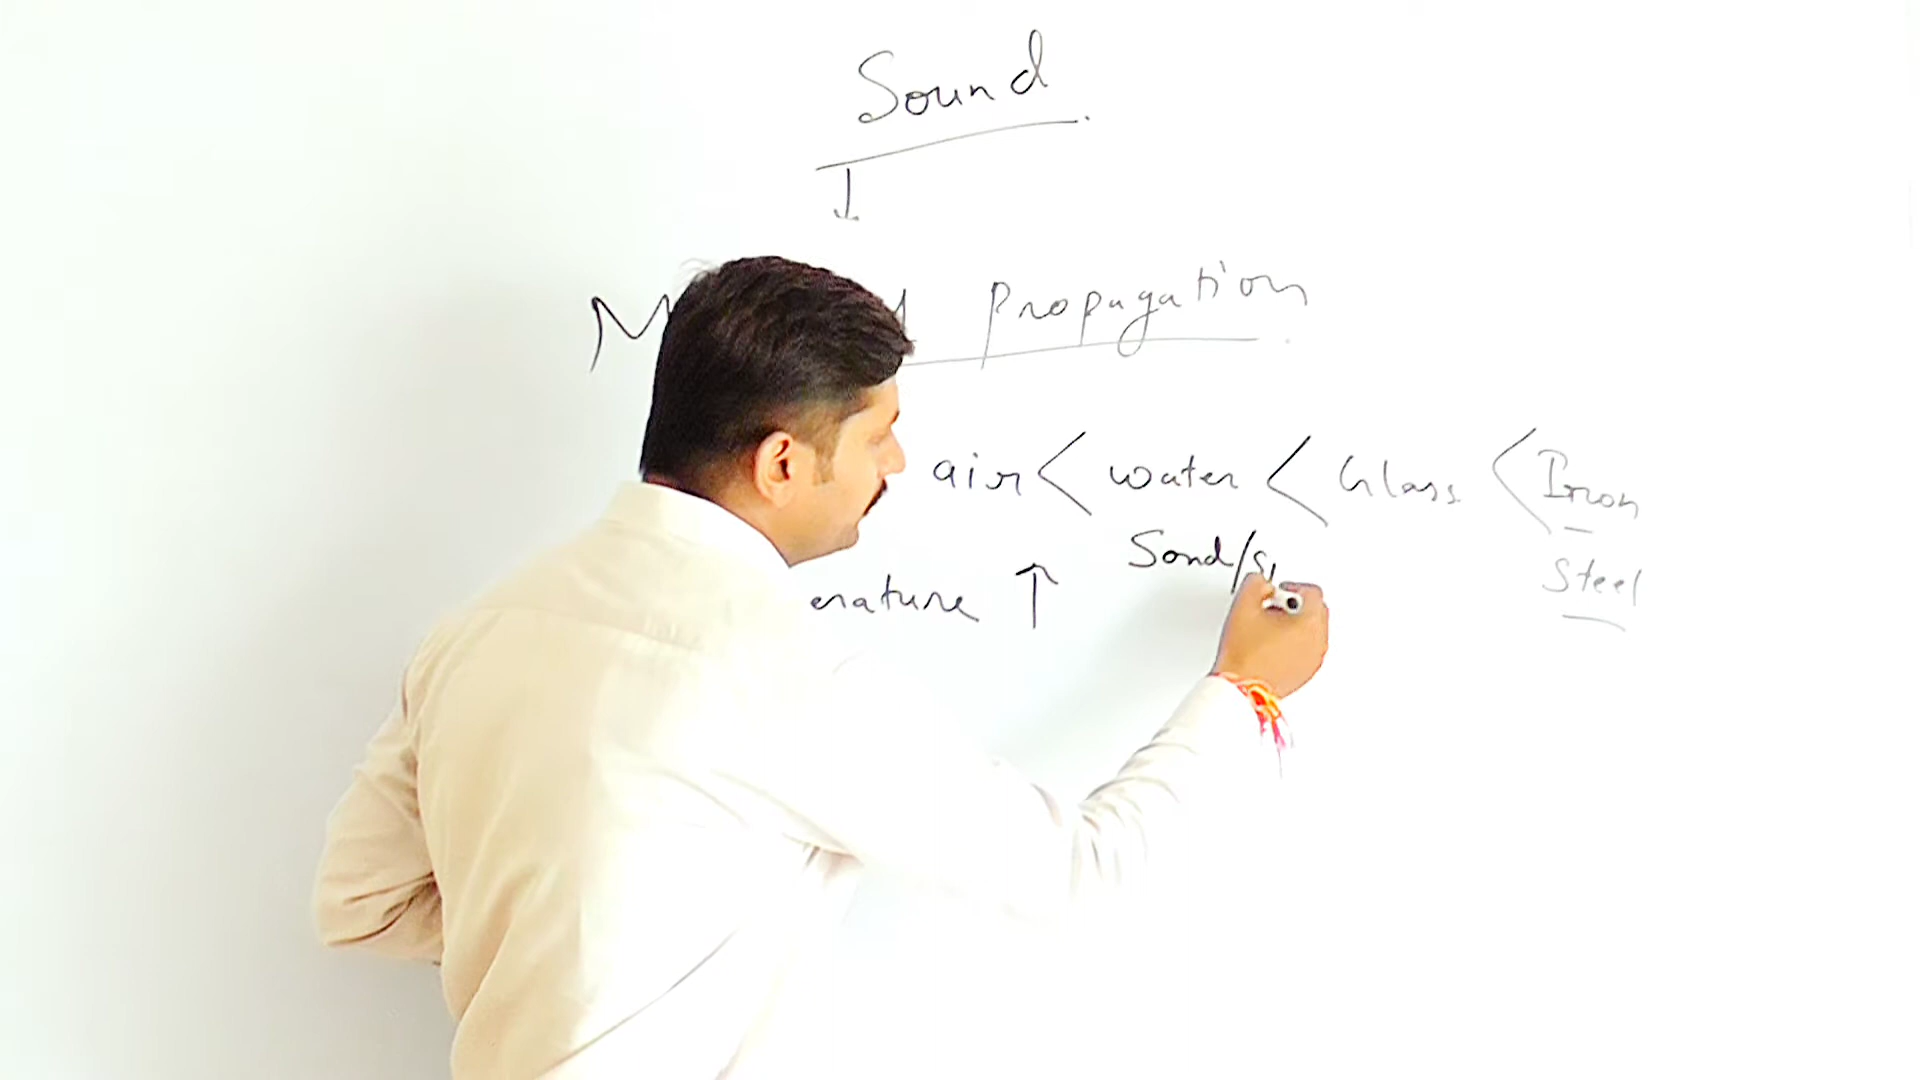 Sound
Propagation
air < water < Glass < Iron
Sond/s
Steel
erature ↑